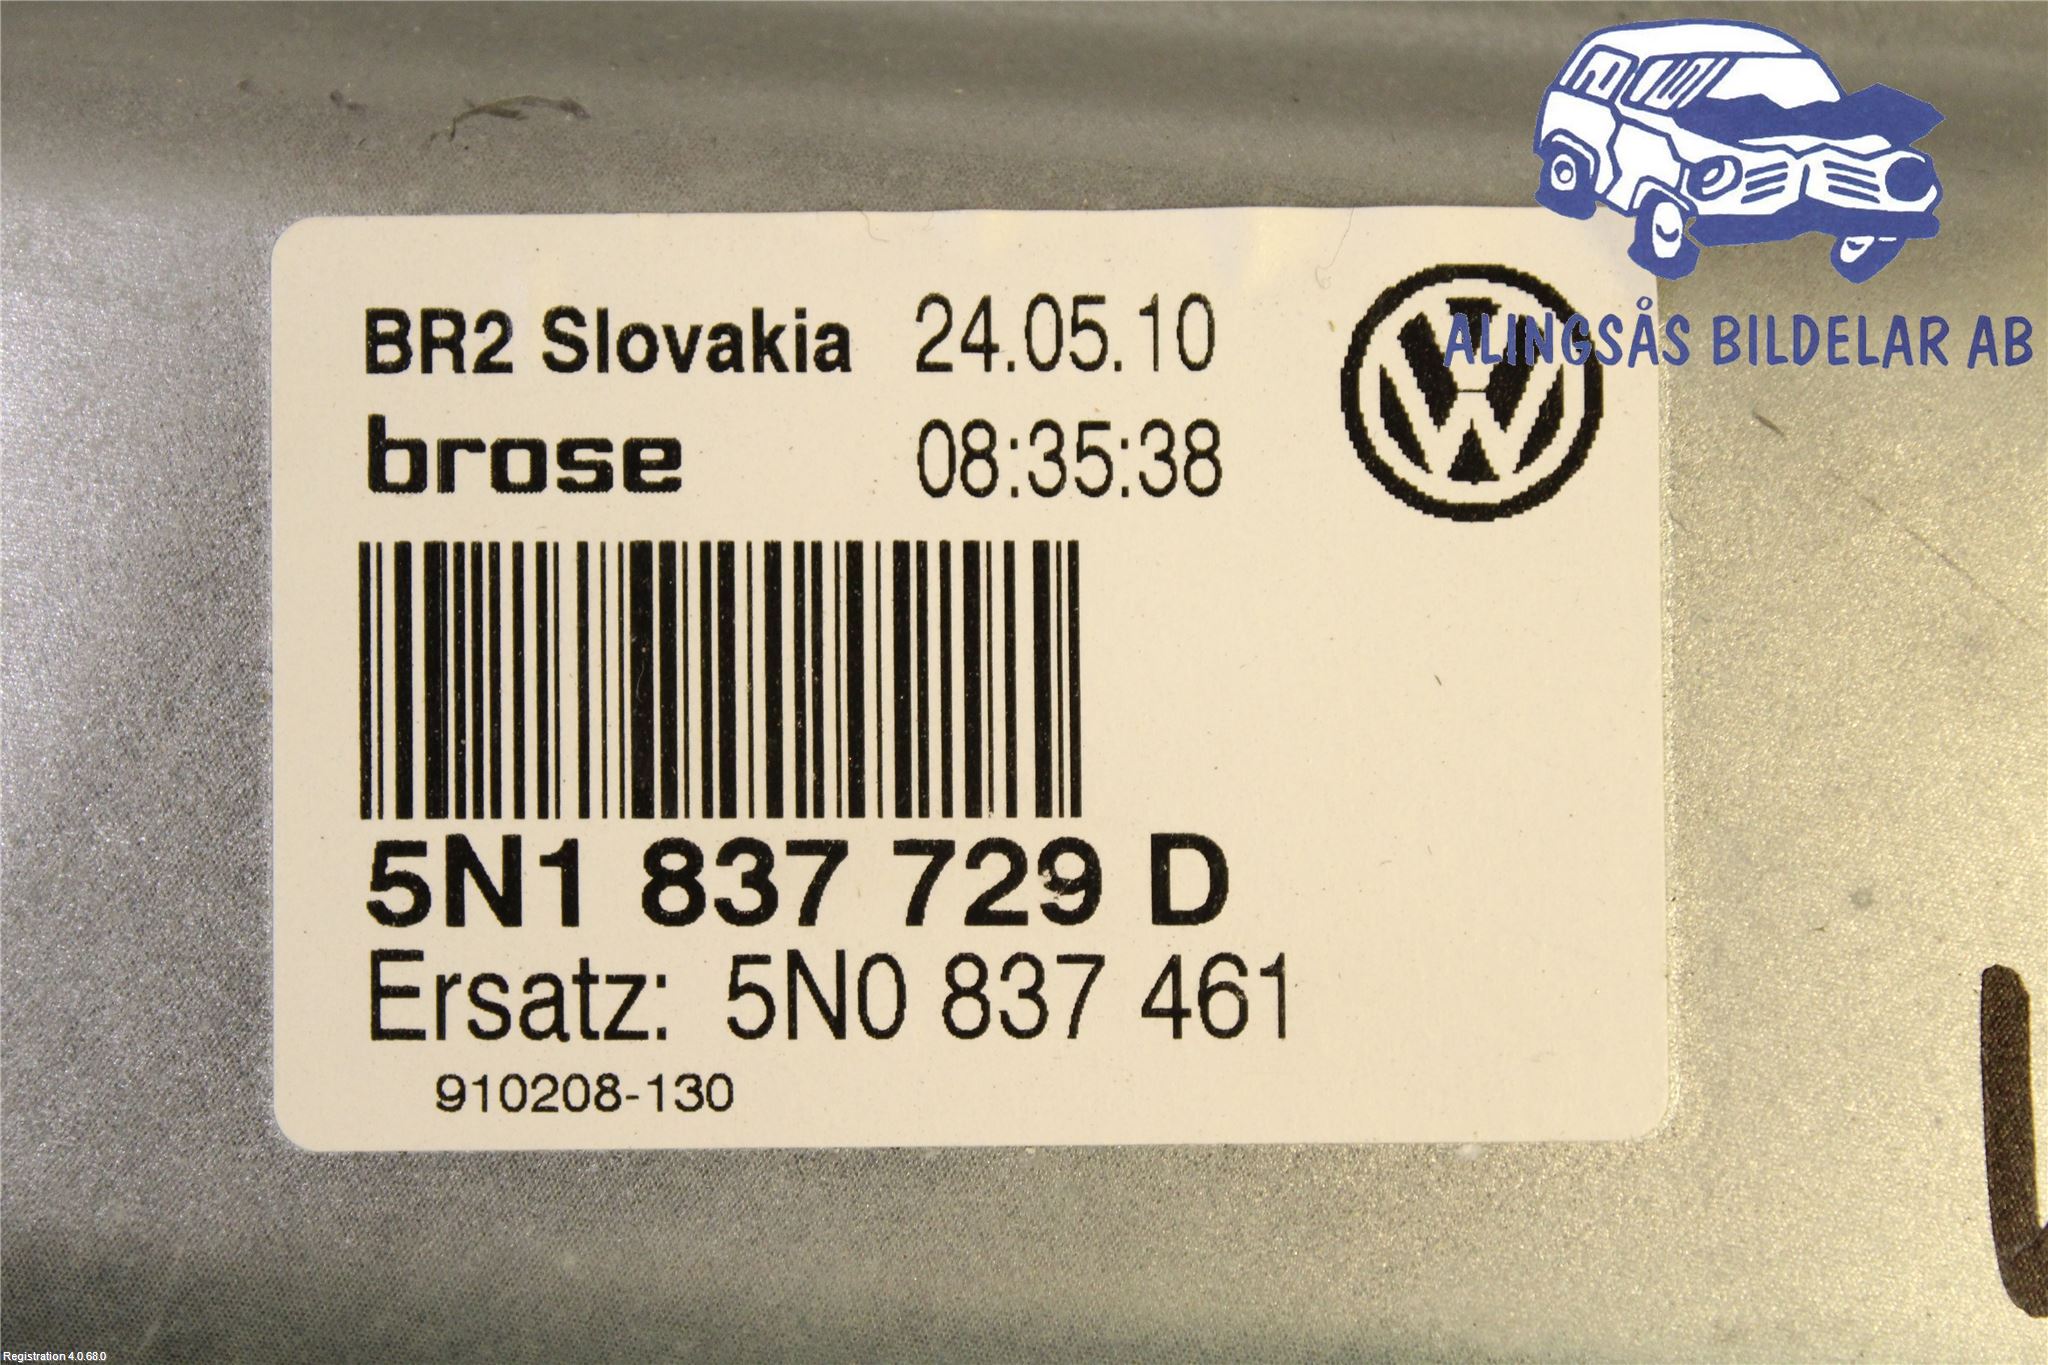 BR2 Slovakia 24.05.10
ALINGSÅS BILDELAR AB
brose 08:35:38
5N1 837 729 D
Ersatz: 5N0 837 461
910208-130
Registration 4.0.68.0